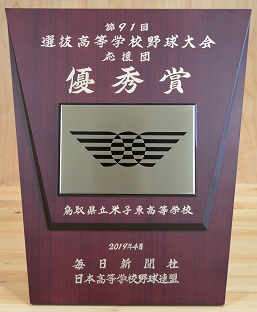 第91回
選抜高等学校野球大会
応援団
優秀賞
鳥取県立米子東高等学校
2019年4月
毎日新聞社
日本高等学校野球連盟